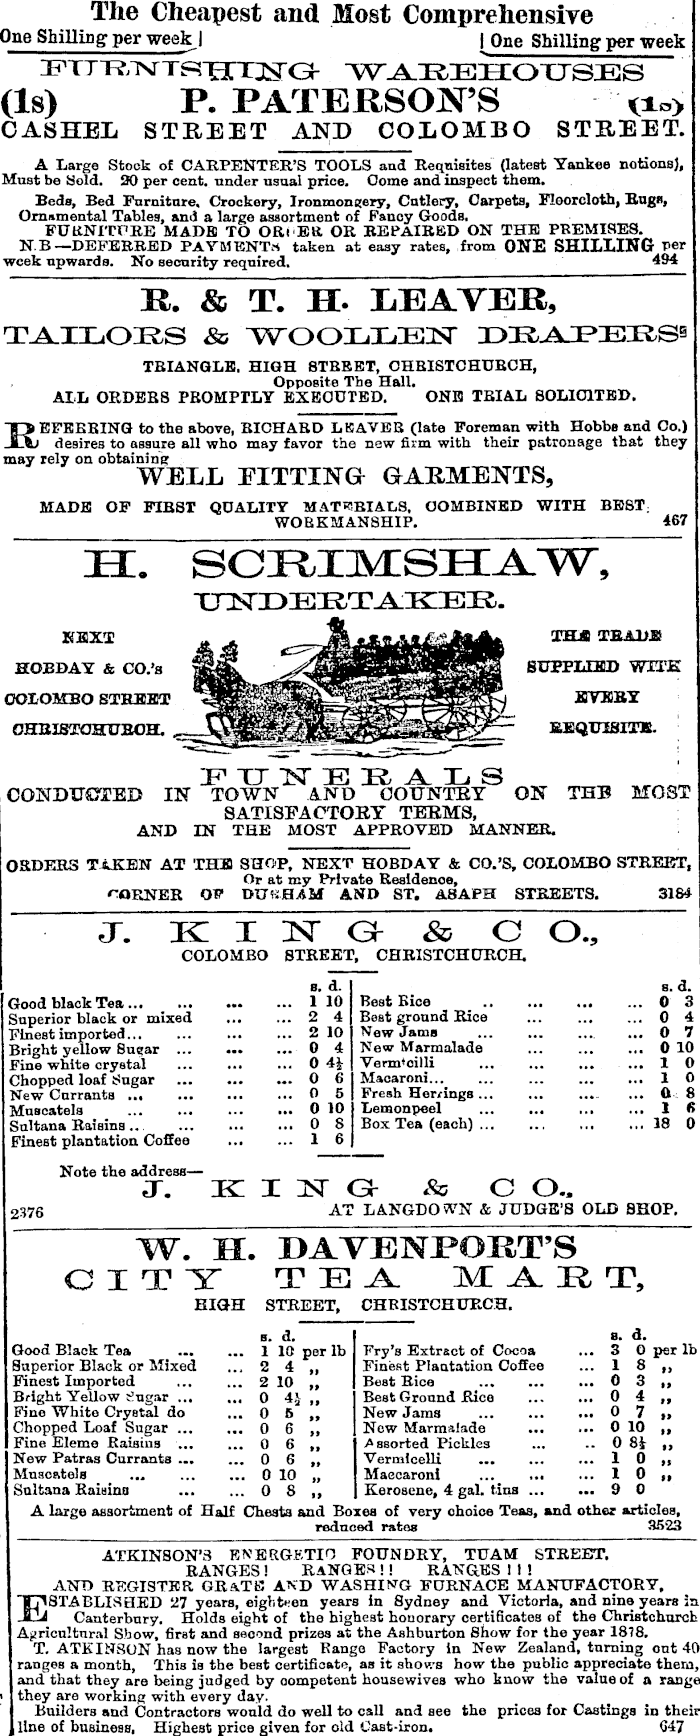 The Cheapest and Most Comprehensive
One Shilling per week | | One Shilling per week
FURNISHING WAREHOUSES
(1s) P. PATERSON'S (1s)
CASHEL STREET AND COLOMBO STREET.
A Large Stock of CARPENTER'S TOOLS and Requisites (latest Yankee notions),
Must be Sold. 20 per cent. under usual price. Come and inspect them.
Beds, Bed Furniture, Crockery, Ironmongery, Cutlery, Carpets, Floorcloth, Rugs,
Ornamental Tables, and a large assortment of Fancy Goods.
FURNITURE MADE TO ORDER OR REPAIRED ON THE PREMISES.
N.B—DEFERRED PAYMENTS taken at easy rates, from ONE SHILLING per
week upwards. No security required. 494
R. & T. H. LEAVER,
TAILORS & WOOLLEN DRAPERS
TRIANGLE, HIGH STREET, CHRISTCHURCH,
Opposite The Hall.
ALL ORDERS PROMPTLY EXECUTED. ONE TRIAL SOLICITED.
REFERRING to the above, RICHARD LEAVER (late Foreman with Hobbs and Co.)
desires to assure all who may favor the new firm with their patronage that they
may rely on obtaining
WELL FITTING GARMENTS,
MADE OF FIRST QUALITY MATERIALS, COMBINED WITH BEST
WORKMANSHIP. 467
H. SCRIMSHAW,
UNDERTAKER.
NEXT
HOBDAY & CO.'s
COLOMBO STREET
CHRISTCHURCH.
THE TRADE
SUPPLIED WITH
EVERY
REQUISITE.
FUNERALS
CONDUCTED IN TOWN AND COUNTRY ON THE MOST
SATISFACTORY TERMS,
AND IN THE MOST APPROVED MANNER.
ORDERS TAKEN AT THE SHOP, NEXT HOBDAY & CO.'S, COLOMBO STREET,
Or at my Private Residence,
CORNER OF DURHAM AND ST. ASAPH STREETS. 3184
J. KING & CO.,
COLOMBO STREET, CHRISTCHURCH.
s. d.
Good black Tea ... ... ... ... 1 10
Superior black or mixed ... ... 2 4
Finest imported... ... ... ... 2 10
Bright yellow Sugar ... ... ... 0 4
Fine white crystal ... ... 0 4½
Chopped loaf Sugar ... ... ... 0 6
New Currants ... ... ... ... 0 5
Muscatels ... ... ... ... 0 10
Sultana Raisins ... ... ... ... 0 8
Finest plantation Coffee ... ... 1 6
s. d.
Best Rice .. ... ... ... 0 3
Best ground Rice ... ... ... 0 4
New Jams ... ... ... ... 0 7
New Marmalade ... ... ... 0 10
Vermicilli ... ... ... ... 1 0
Macaroni... ... ... ... ... 1 0
Fresh Herrings ... ... ... ... 0 8
Lemonpeel ... ... ... ... 1 6
Box Tea (each) ... ... ... ... 18 0
Note the address—
J. KING & CO.,
2376 AT LANGDOWN & JUDGE'S OLD SHOP.
W. H. DAVENPORT'S
CITY TEA MART,
HIGH STREET, CHRISTCHURCH.
s. d.
Good Black Tea ... ... 1 10 per lb
Superior Black or Mixed ... 2 4 ,,
Finest Imported ... ... 2 10 ,,
Bright Yellow Sugar ... ... 0 4½ ,,
Fine White Crystal do ... 0 5 ,,
Chopped Loaf Sugar ... ... 0 6 ,,
Fine Eleme Raisins ... ... 0 6 ,,
New Patras Currants ... ... 0 6 ,,
Muscatels ... ... ... 0 10 ,,
Sultana Raisins ... ... 0 8 ,,
s. d.
Fry's Extract of Cocoa ... 3 0 per lb
Finest Plantation Coffee ... 1 8 ,,
Best Rice ... ... ... 0 3 ,,
Best Ground Rice ... ... 0 4 ,,
New Jams ... ... ... 0 7 ,,
New Marmalade ... ... 0 10 ,,
Assorted Pickles ... .. 0 8½ ,,
Vermicelli ... ... ... 1 0 ,,
Maccaroni ... ... ... 1 0 ,,
Kerosene, 4 gal. tins ... ... 9 0
A large assortment of Half Chests and Boxes of very choice Teas, and other articles,
reduced rates 3523
ATKINSON'S ENERGETIC FOUNDRY, TUAM STREET.
RANGES! RANGES!! RANGES!!!
AND REGISTER GRATE AND WASHING FURNACE MANUFACTORY,
ESTABLISHED 27 years, eighteen years in Sydney and Victoria, and nine years in
Canterbury. Holds eight of the highest honorary certificates of the Christchurch
Agricultural Show, first and second prizes at the Ashburton Show for the year 1878.
T. ATKINSON has now the largest Range Factory in New Zealand, turning out 40
ranges a month, This is the best certificate, as it shows how the public appreciate them,
and that they are being judged by competent housewives who know the value of a range
they are working with every day.
Builders and Contractors would do well to call and see the prices for Castings in their
line of business. Highest price given for old Cast-iron. 647